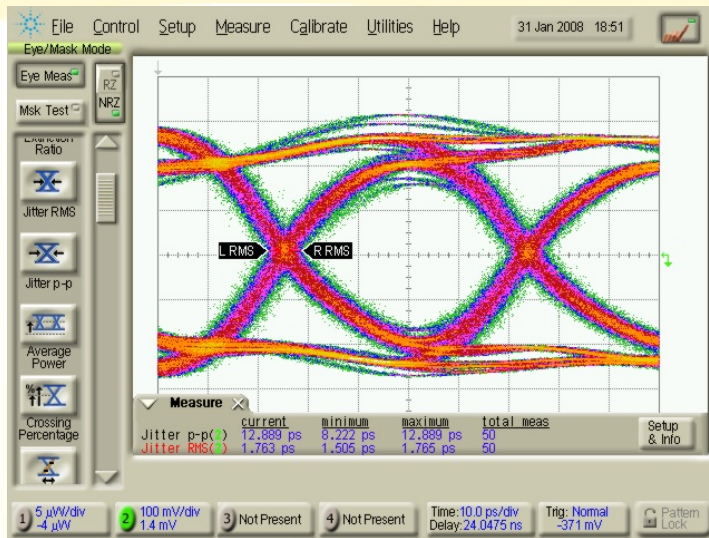 File Control Setup Measure Calibrate Utilities Help 31 Jan 2008 18:51
Eye/Mask Mode
Eye Meas
RZ
NRZ
Msk Test
Extinction
Ratio
Jitter RMS
Jitter p-p
Average
Power
Crossing
Percentage
L RMS R RMS
Measure
current minimum maximum total meas
Jitter p-p(2) 12.889 ps 8.222 ps 12.889 ps 50
Jitter RMS(2) 1.763 ps 1.505 ps 1.765 ps 50
Setup
& Info
1 5 µW/div
-4 µW
2 100 mV/div
1.4 mV
3 Not Present
4 Not Present
Time:10.0 ps/div
Delay:24.0475 ns
Trig: Normal
-371 mV
Pattern
Lock